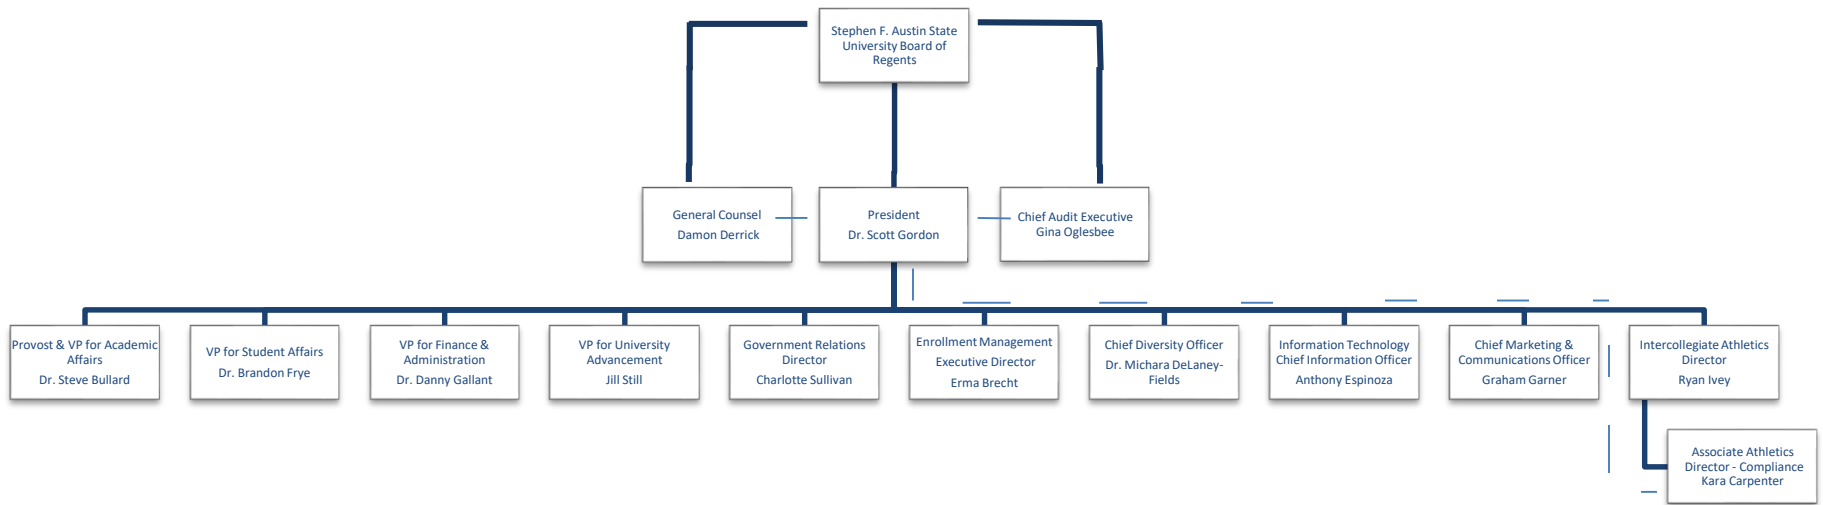 Stephen F. Austin State
University Board of
Regents
General Counsel
Damon Derrick
President
Dr. Scott Gordon
Chief Audit Executive
Gina Oglesbee
Provost & VP for Academic
Affairs
Dr. Steve Bullard
VP for Student Affairs
Dr. Brandon Frye
VP for Finance &
Administration
Dr. Danny Gallant
VP for University
Advancement
Jill Still
Government Relations
Director
Charlotte Sullivan
Enrollment Management
Executive Director
Erma Brecht
Chief Diversity Officer
Dr. Michara DeLaney-
Fields
Information Technology
Chief Information Officer
Anthony Espinoza
Chief Marketing &
Communications Officer
Graham Garner
Intercollegiate Athletics
Director
Ryan Ivey
Associate Athletics
Director - Compliance
Kara Carpenter